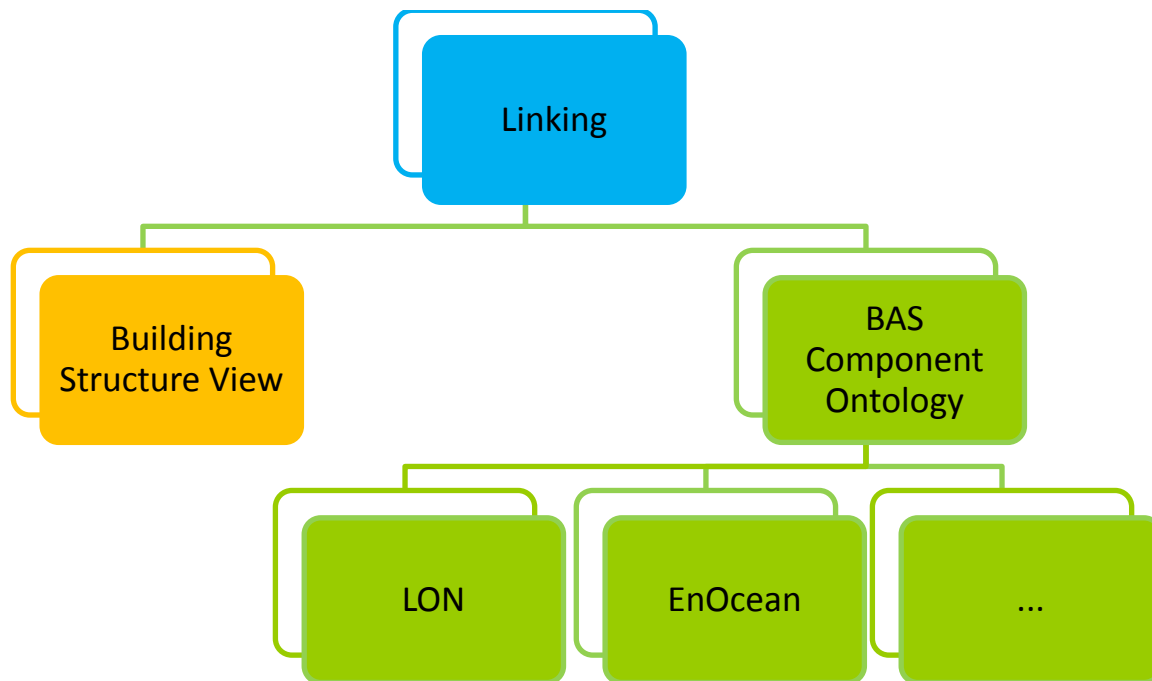 Linking
Building
Structure View
BAS
Component
Ontology
LON
EnOcean
...